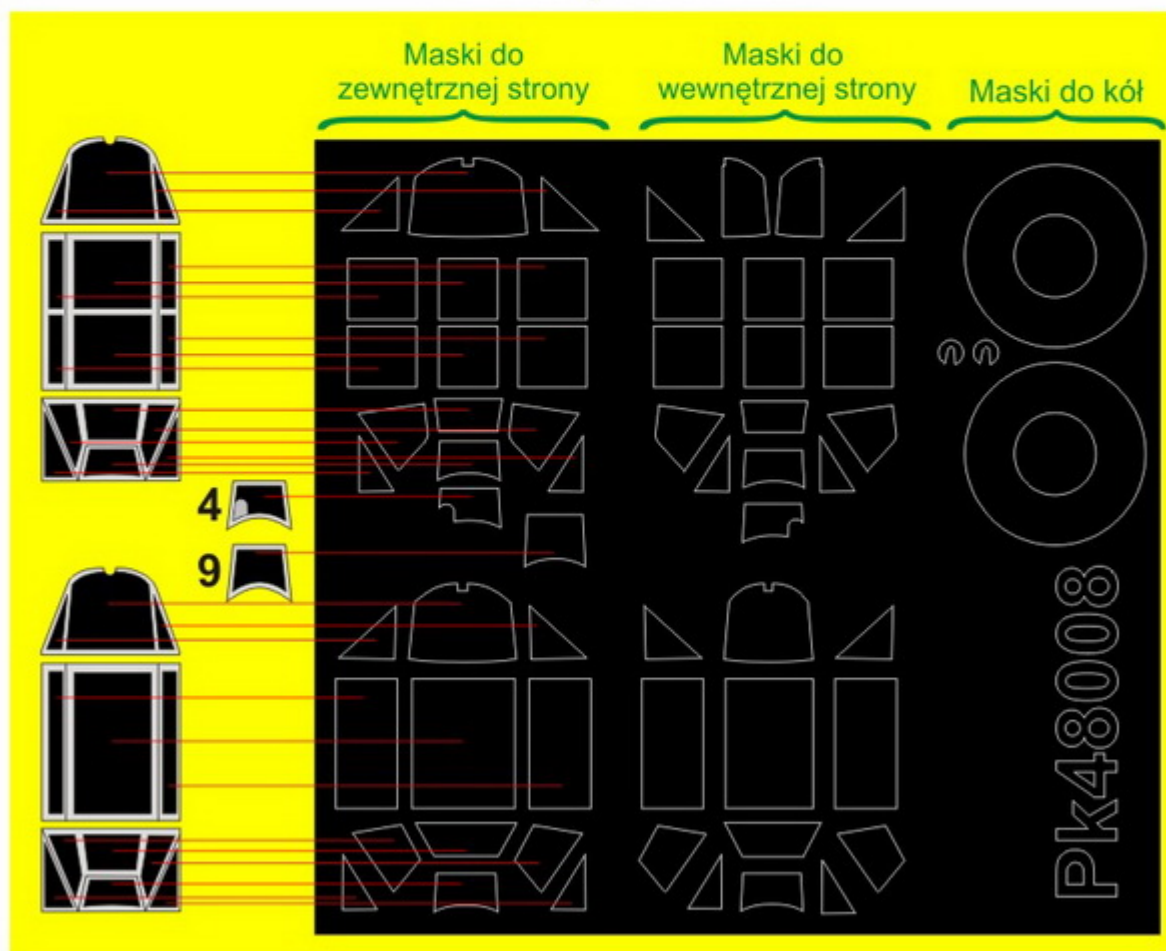 Maski do
zewnętrznej strony
Maski do
wewnętrznej strony
Maski do kół
4
9
Pk48008